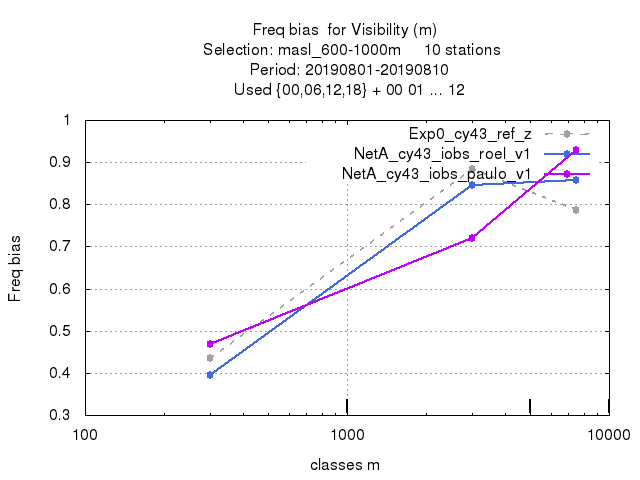 Freq bias  for Visibility (m)
Selection: masl_600-1000m     10 stations
Period: 20190801-20190810
Used {00,06,12,18} + 00 01 ... 12
Exp0_cy43_ref_z
NetA_cy43_iobs_roel_v1
NetA_cy43_iobs_paulo_v1
1
0.9
0.8
0.7
0.6
0.5
0.4
0.3
Freq bias
100
1000
10000
classes m